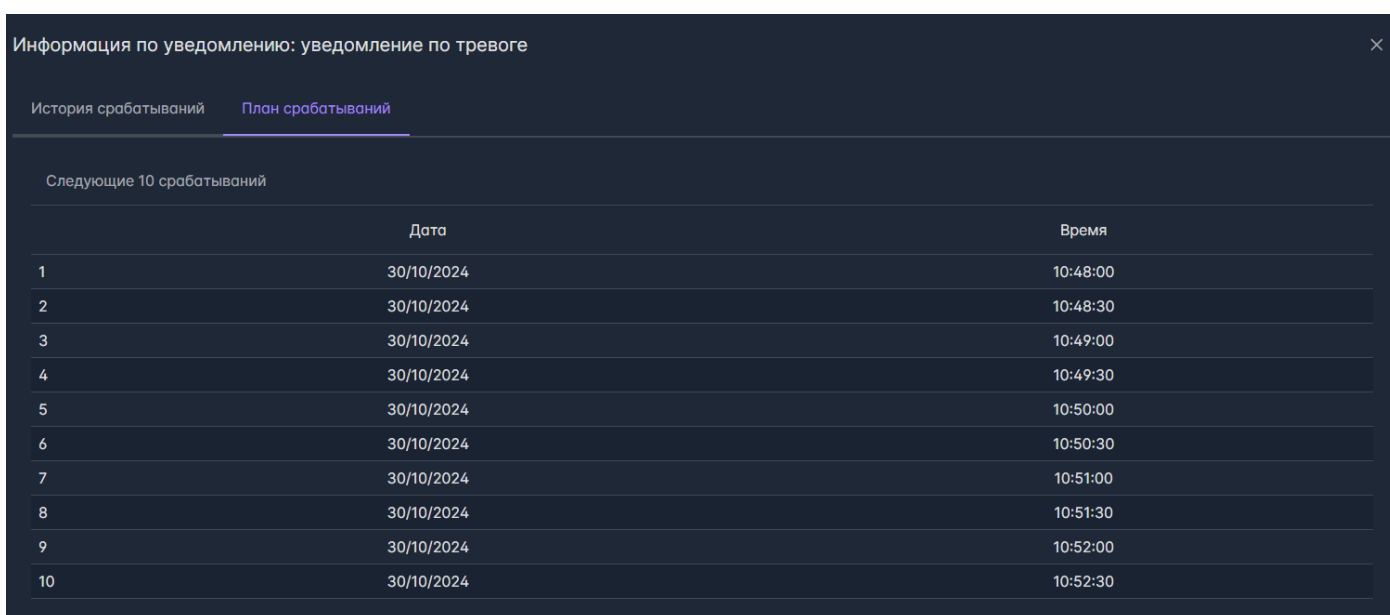 Информация по уведомлению: уведомление по тревоге
История срабатываний План срабатываний
Следующие 10 срабатываний
Дата Время
1 30/10/2024 10:48:00
2 30/10/2024 10:48:30
3 30/10/2024 10:49:00
4 30/10/2024 10:49:30
5 30/10/2024 10:50:00
6 30/10/2024 10:50:30
7 30/10/2024 10:51:00
8 30/10/2024 10:51:30
9 30/10/2024 10:52:00
10 30/10/2024 10:52:30